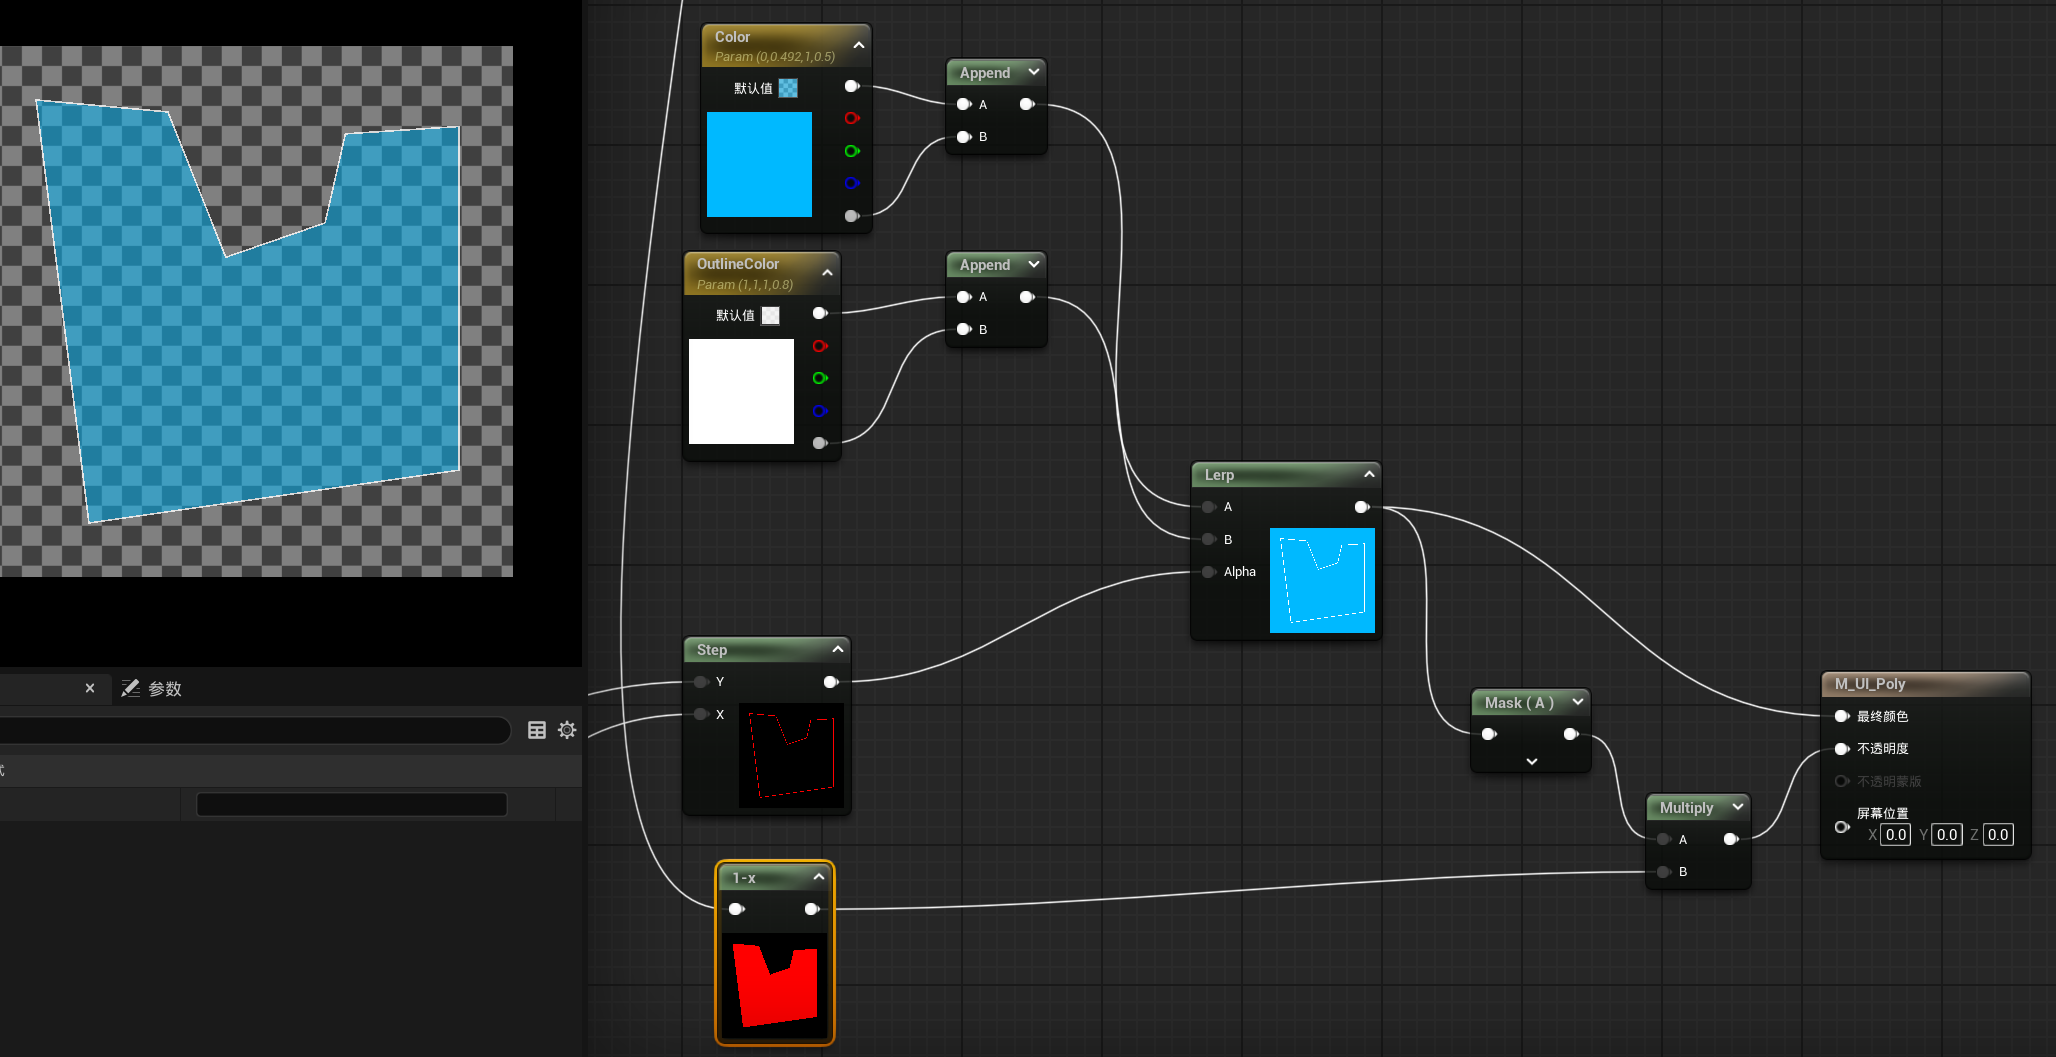 Color
Param (0,0.492,1,0.5)
默认值
Append
A
B
OutlineColor
Param (1,1,1,0.8)
默认值
Append
A
B
Lerp
A
B
Alpha
Step
Y
X
1-x
Mask ( A )
Multiply
A
B
M_UI_Poly
最终颜色
不透明度
不透明蒙版
屏幕位置
X 0.0 Y 0.0 Z 0.0
参数